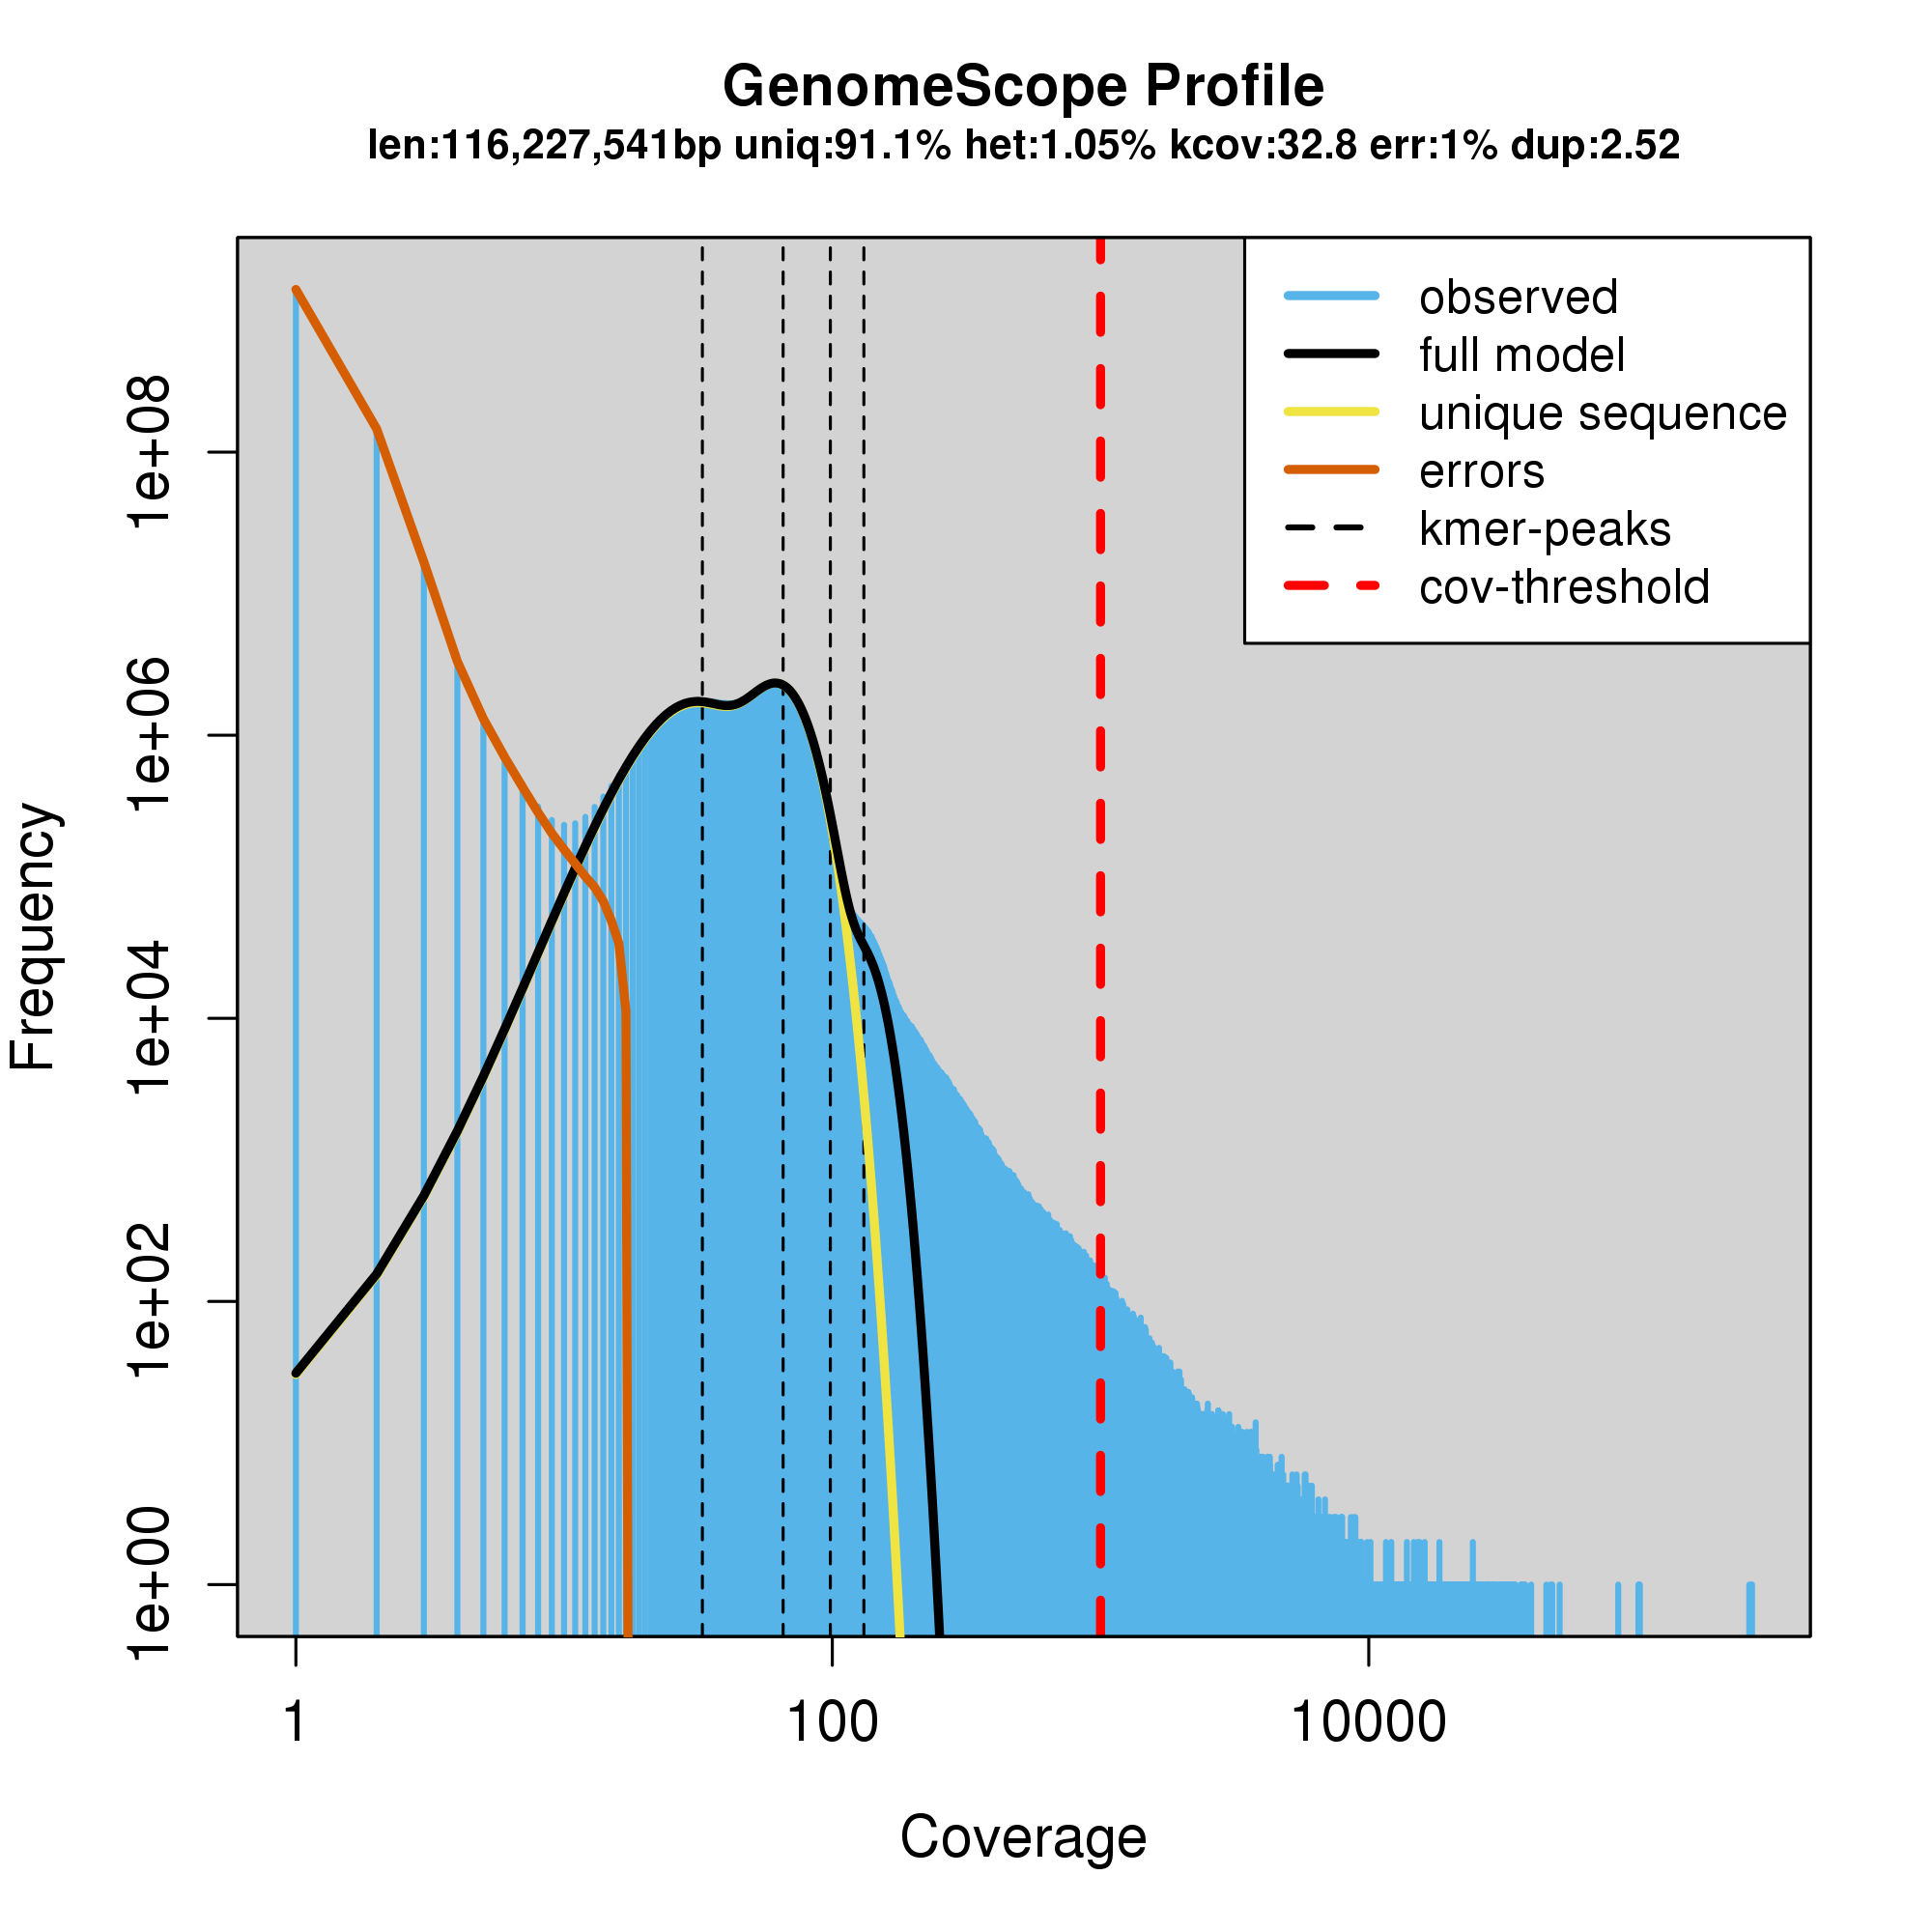 GenomeScope Profile
len:116,227,541bp uniq:91.1% het:1.05% kcov:32.8 err:1% dup:2.52
observed
full model
unique sequence
errors
kmer-peaks
cov-threshold
Frequency
1e+08
1e+06
1e+04
1e+02
1e+00
1
100
10000
Coverage